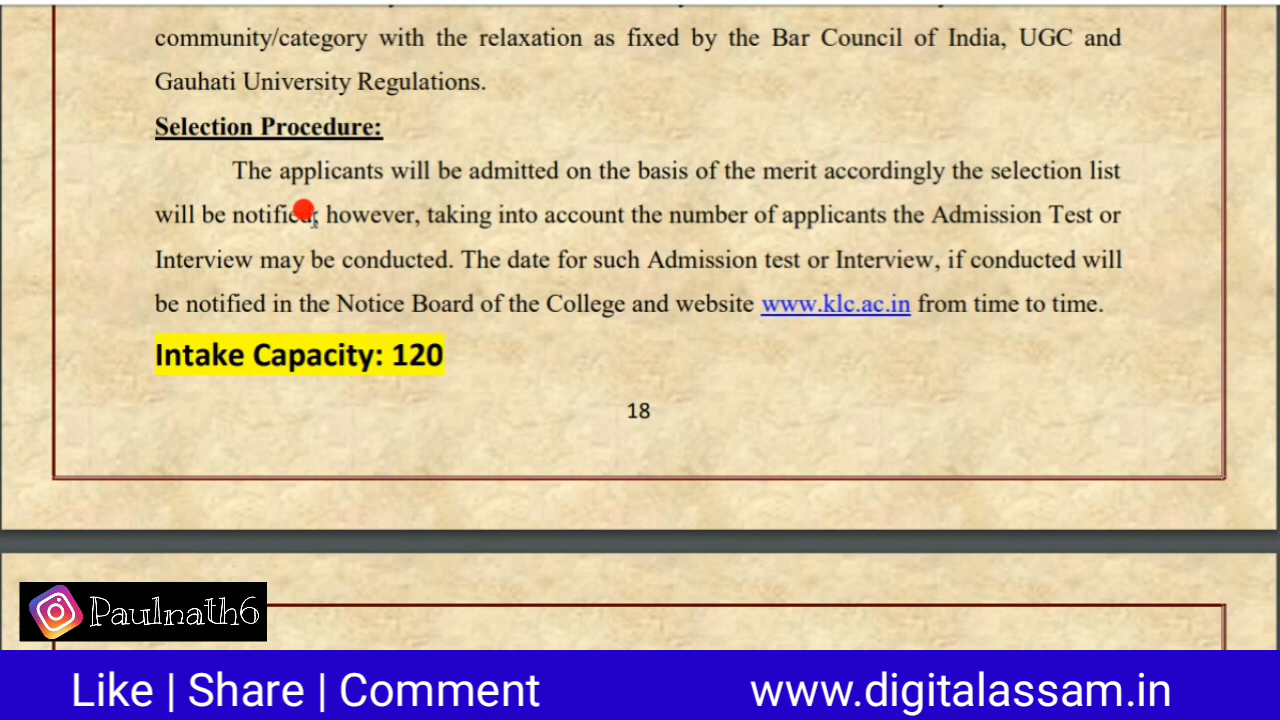 community/category with the relaxation as fixed by the Bar Council of India, UGC and
Gauhati University Regulations.
Selection Procedure:
The applicants will be admitted on the basis of the merit accordingly the selection list
will be notified; however, taking into account the number of applicants the Admission Test or
Interview may be conducted. The date for such Admission test or Interview, if conducted will
be notified in the Notice Board of the College and website www.klc.ac.in from time to time.
Intake Capacity: 120
18
Paulnath6
Like | Share | Comment
www.digitalassam.in